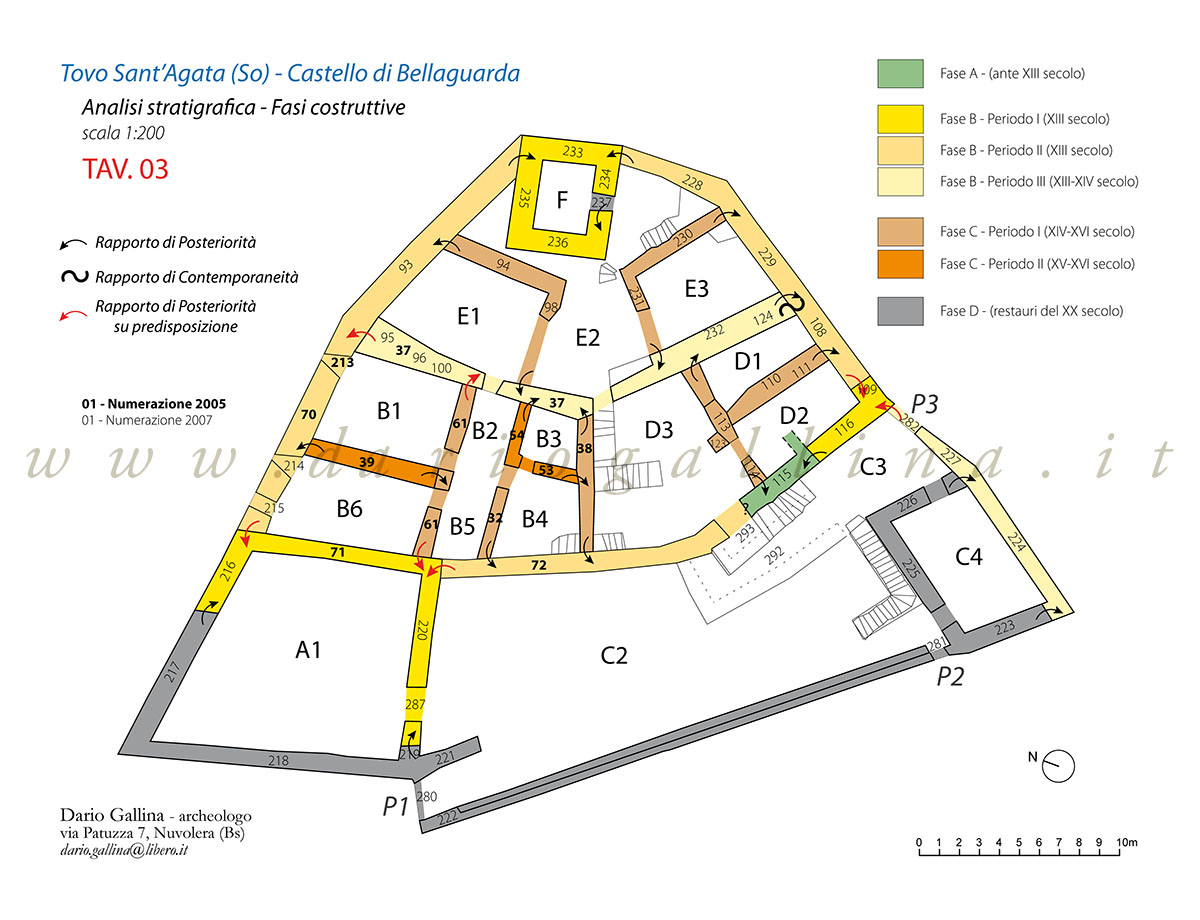 Tovo Sant'Agata (So) - Castello di Bellaguarda
Analisi stratigrafica - Fasi costruttive
scala 1:200
TAV. 03
Rapporto di Posteriorità
Rapporto di Contemporaneità
Rapporto di Posteriorità
su predisposizione
01 - Numerazione 2005
01 - Numerazione 2007
Fase A - (ante XIII secolo)
Fase B - Periodo I (XIII secolo)
Fase B - Periodo II (XIII secolo)
Fase B - Periodo III (XIII-XIV secolo)
Fase C - Periodo I (XIV-XVI secolo)
Fase C - Periodo II (XV-XVI secolo)
Fase D - (restauri del XX secolo)
233
234
228
235
F
237
236
230
93
94
229
98
231
E3
E1
E2
232
124
108
95
37
96
100
213
D1
110
111
109
P3
70
B1
61
B2
54
37
B3
38
D3
113
123
D2
116
282
C3
227
www.dariogallina.it
214
39
53
114
115
215
B6
61
B5
32
B4
?
293
292
226
224
71
72
225
C4
216
220
A1
C2
223
281
P2
217
287
219
221
218
P1
280
222
N
Dario Gallina - archeologo
via Patuzza 7, Nuvolera (Bs)
dario.gallina@libero.it
0 1 2 3 4 5 6 7 8 9 10m